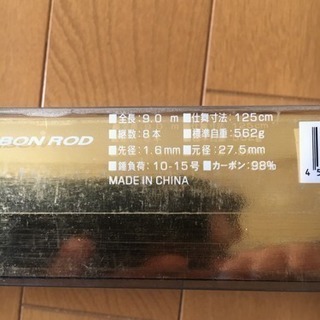 BON ROD
■全長:9.0 m ■仕舞寸法:125cm
■継数:8本 ■標準自重:562g
■先径:1.6mm ■元径:27.5mm
■錘負荷:10-15号 ■カーボン:98%
MADE IN CHINA
4